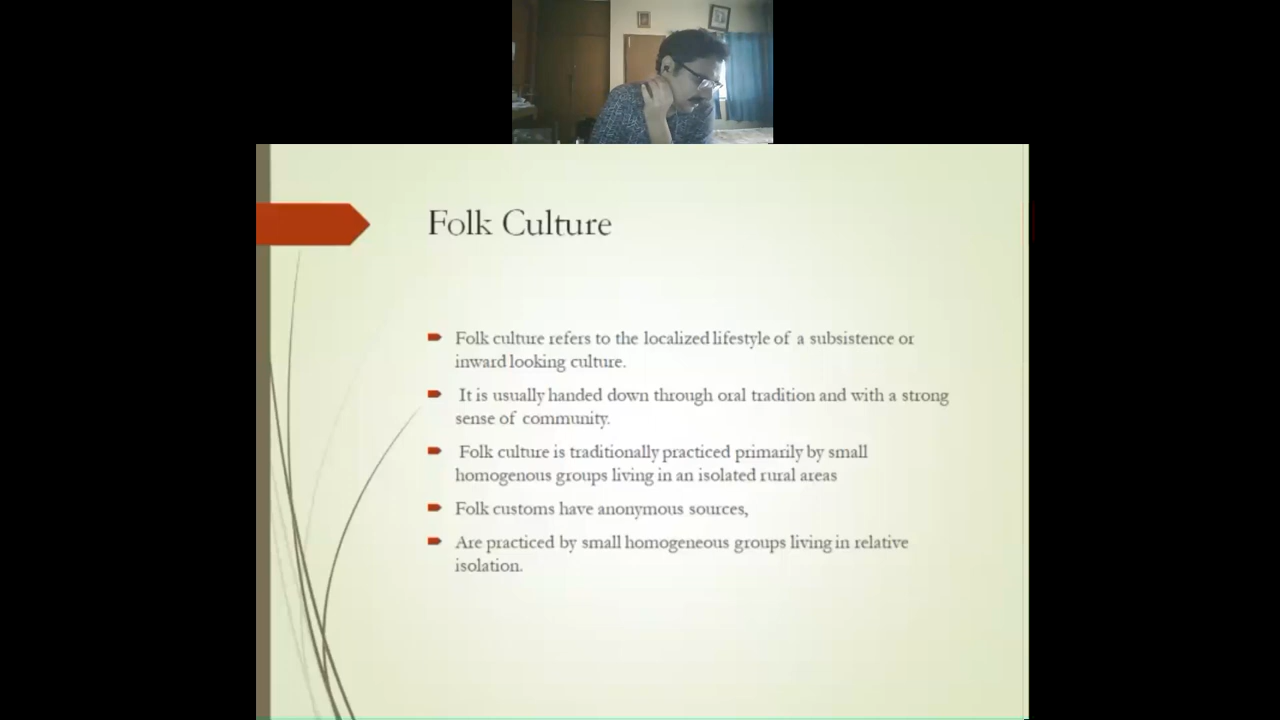 Folk Culture
Folk culture refers to the localized lifestyle of a subsistence or
inward looking culture.
It is usually handed down through oral tradition and with a strong
sense of community.
Folk culture is traditionally practiced primarily by small
homogenous groups living in an isolated rural areas
Folk customs have anonymous sources,
Are practiced by small homogeneous groups living in relative
isolation.